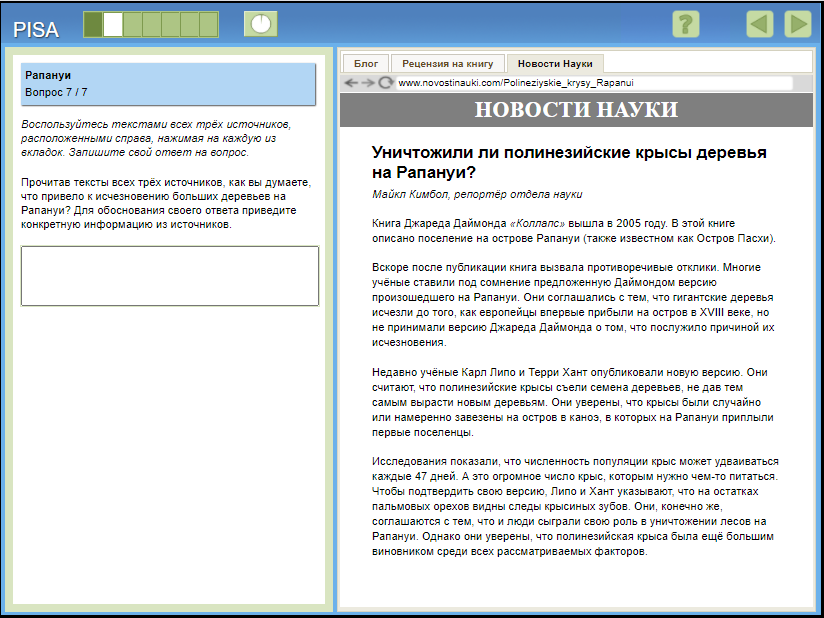 PISA
?
Рапануи
Вопрос 7 / 7
Воспользуйтесь текстами всех трёх источников,
расположенными справа, нажимая на каждую из
вкладок. Запишите свой ответ на вопрос.
Прочитав тексты всех трёх источников, как вы думаете,
что привело к исчезновению больших деревьев на
Рапануи? Для обоснования своего ответа приведите
конкретную информацию из источников.
Блог
Рецензия на книгу
Новости Науки
www.novostinauki.com/Polineziyskie_krysy_Rapanui
НОВОСТИ НАУКИ
Уничтожили ли полинезийские крысы деревья
на Рапануи?
Майкл Кимбол, репортёр отдела науки
Книга Джареда Даймонда «Коллапс» вышла в 2005 году. В этой книге
описано поселение на острове Рапануи (также известном как Остров Пасхи).
Вскоре после публикации книга вызвала противоречивые отклики. Многие
учёные ставили под сомнение предложенную Даймондом версию
произошедшего на Рапануи. Они соглашались с тем, что гигантские деревья
исчезли до того, как европейцы впервые прибыли на остров в XVIII веке, но
не принимали версию Джареда Даймонда о том, что послужило причиной их
исчезновения.
Недавно учёные Карл Липо и Терри Хант опубликовали новую версию. Они
считают, что полинезийские крысы съели семена деревьев, не дав тем
самым вырасти новым деревьям. Они уверены, что крысы были случайно
или намеренно завезены на остров в каноэ, в которых на Рапануи приплыли
первые поселенцы.
Исследования показали, что численность популяции крыс может удваиваться
каждые 47 дней. А это огромное число крыс, которым нужно чем-то питаться.
Чтобы подтвердить свою версию, Липо и Хант указывают, что на остатках
пальмовых орехов видны следы крысиных зубов. Они, конечно же,
соглашаются с тем, что и люди сыграли свою роль в уничтожении лесов на
Рапануи. Однако они уверены, что полинезийская крыса была ещё большим
виновником среди всех рассматриваемых факторов.